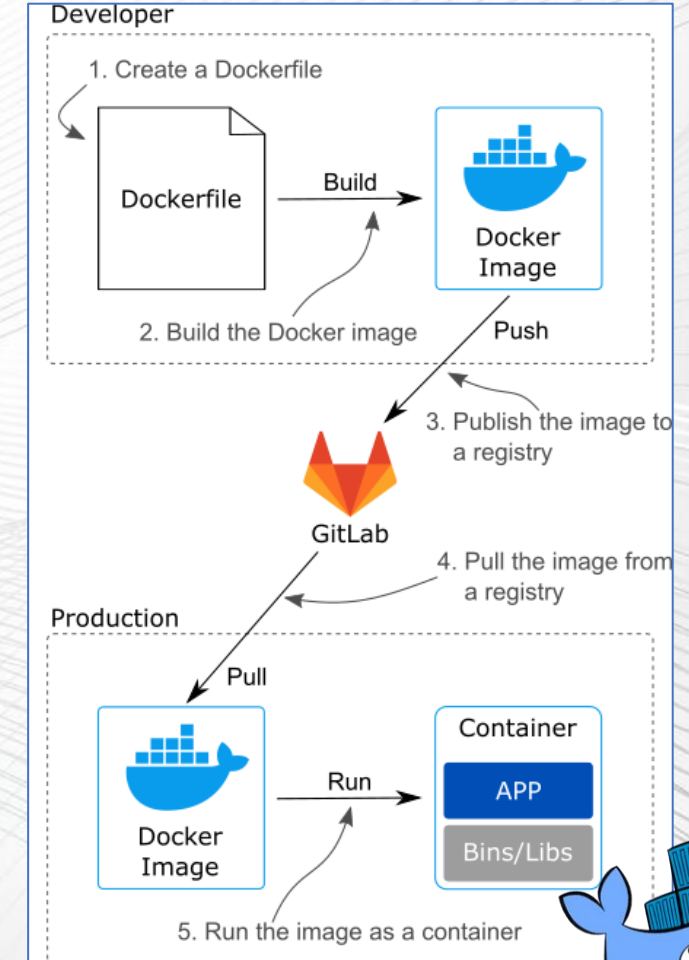 Developer
1. Create a Dockerfile
Dockerfile
Build
Docker
Image
2. Build the Docker image
Push
3. Publish the image to
a registry
GitLab
4. Pull the image from
a registry
Production
Pull
Docker
Image
Run
Container
APP
Bins/Libs
5. Run the image as a container